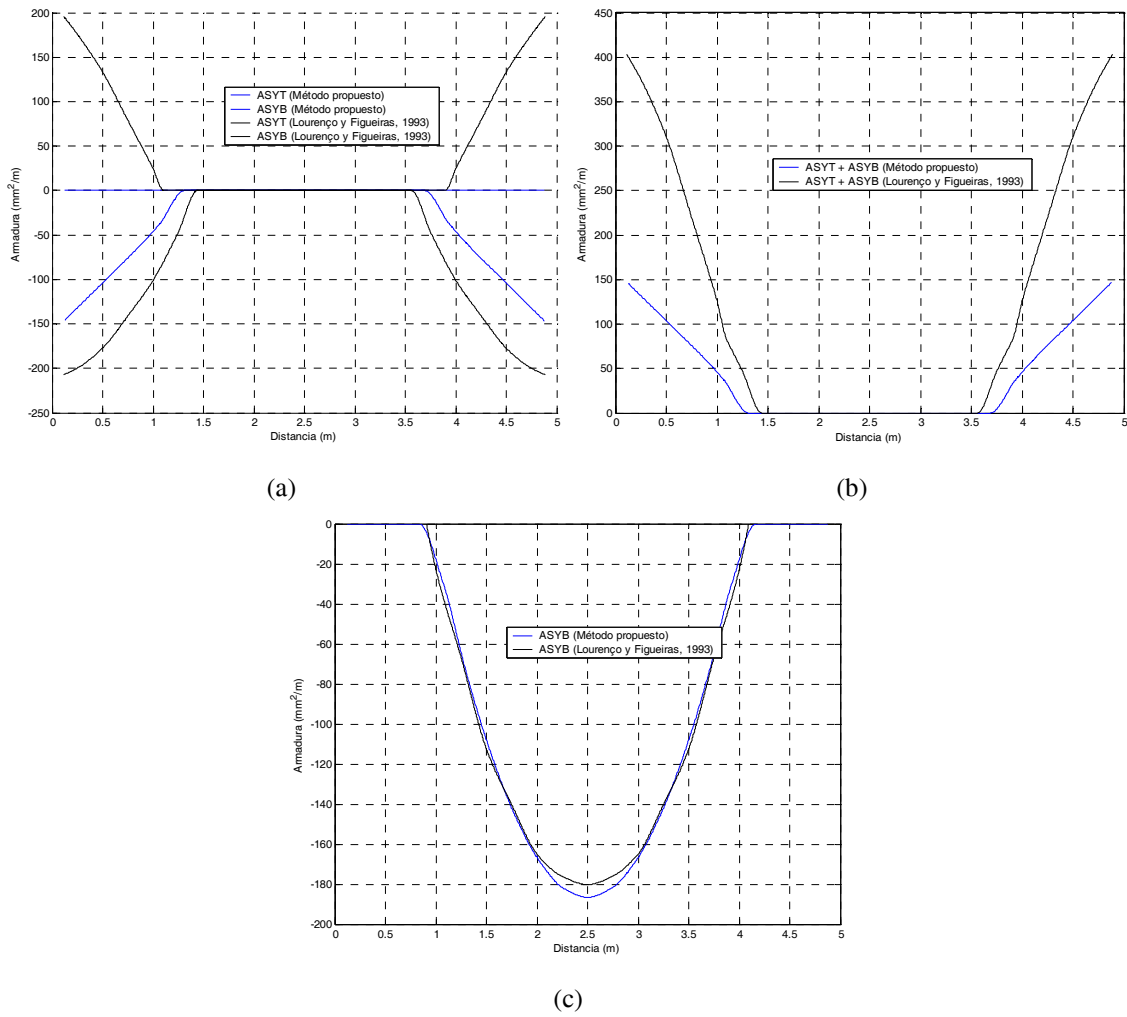 200
150
100
50
0
-50
-100
-150
-200
-250
Armadura (mm²/m)
ASYT (Método propuesto)
ASYB (Método propuesto)
ASYT (Lourenço y Figueiras, 1993)
ASYB (Lourenço y Figueiras, 1993)
0 0.5 1 1.5 2 2.5 3 3.5 4 4.5 5
Distancia (m)
(a)
450
400
350
300
250
200
150
100
50
0
Armadura (mm²/m)
ASYT + ASYB (Método propuesto)
ASYT + ASYB (Lourenço y Figueiras, 1993)
0 0.5 1 1.5 2 2.5 3 3.5 4 4.5 5
Distancia (m)
(b)
0
-20
-40
-60
-80
-100
-120
-140
-160
-180
-200
Armadura (mm²/m)
ASYB (Método propuesto)
ASYB (Lourenço y Figueiras, 1993)
0 0.5 1 1.5 2 2.5 3 3.5 4 4.5 5
Distancia (m)
(c)